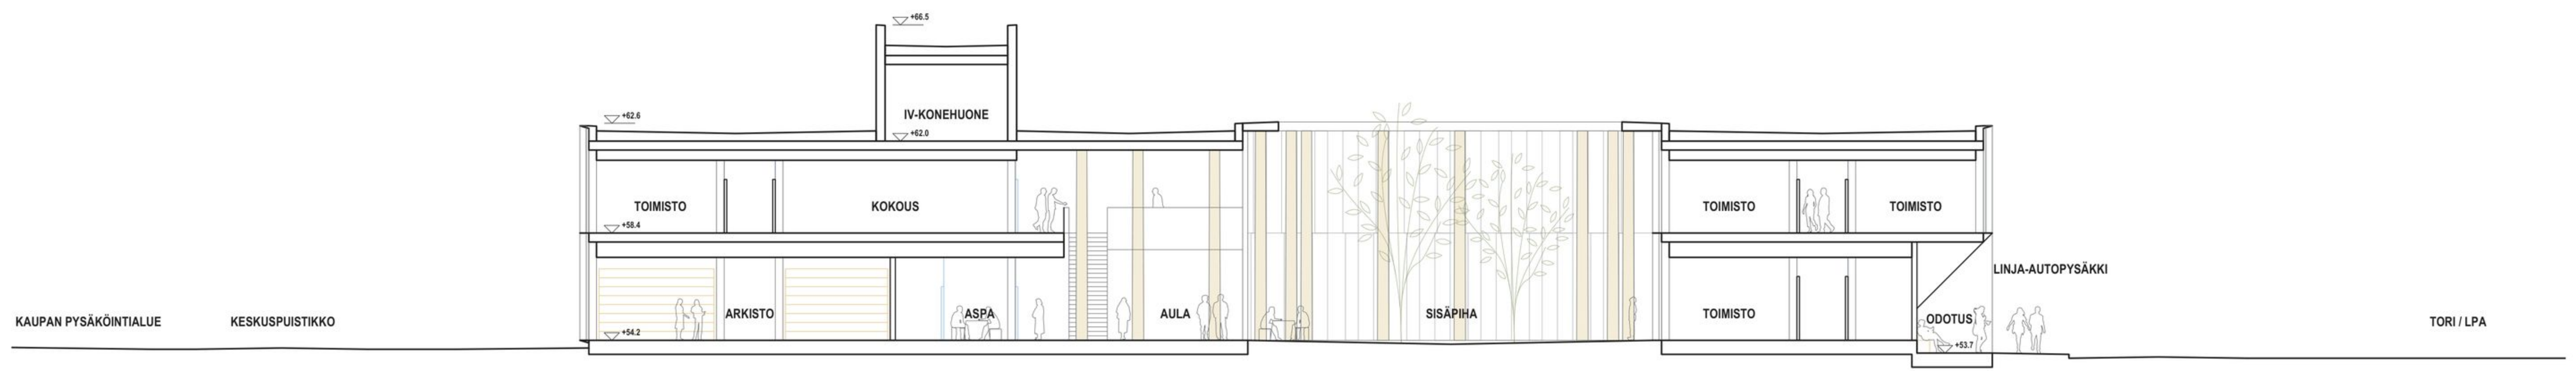 +66.5
IV-KONEHUONE
+62.6
+62.0
TOIMISTO
KOKOUS
TOIMISTO
TOIMISTO
+58.4
LINJA-AUTOPYSÄKKI
KAUPAN PYSÄKÖINTIALUE
KESKUSPUISTIKKO
ARKISTO
ASPA
AULA
SISÄPIHA
TOIMISTO
ODOTUS
TORI / LPA
+54.2
+53.7